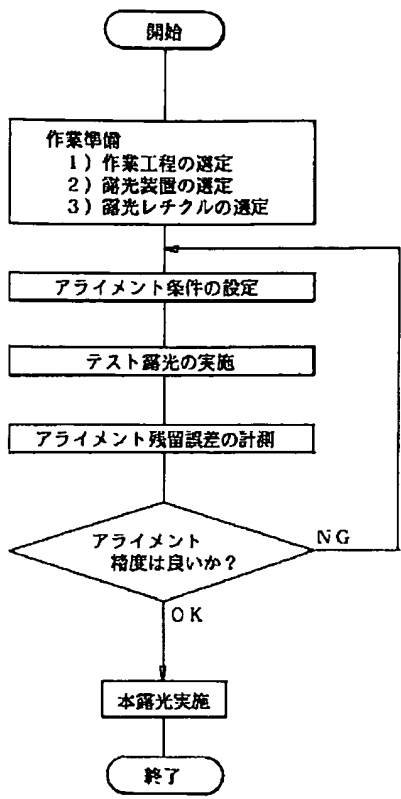 開始
作業準備
1）作業工程の選定
2）露光装置の選定
3）露光レチクルの選定
アライメント条件の設定
テスト露光の実施
アライメント残留誤差の計測
アライメント
精度は良いか？
NG
OK
本露光実施
終了